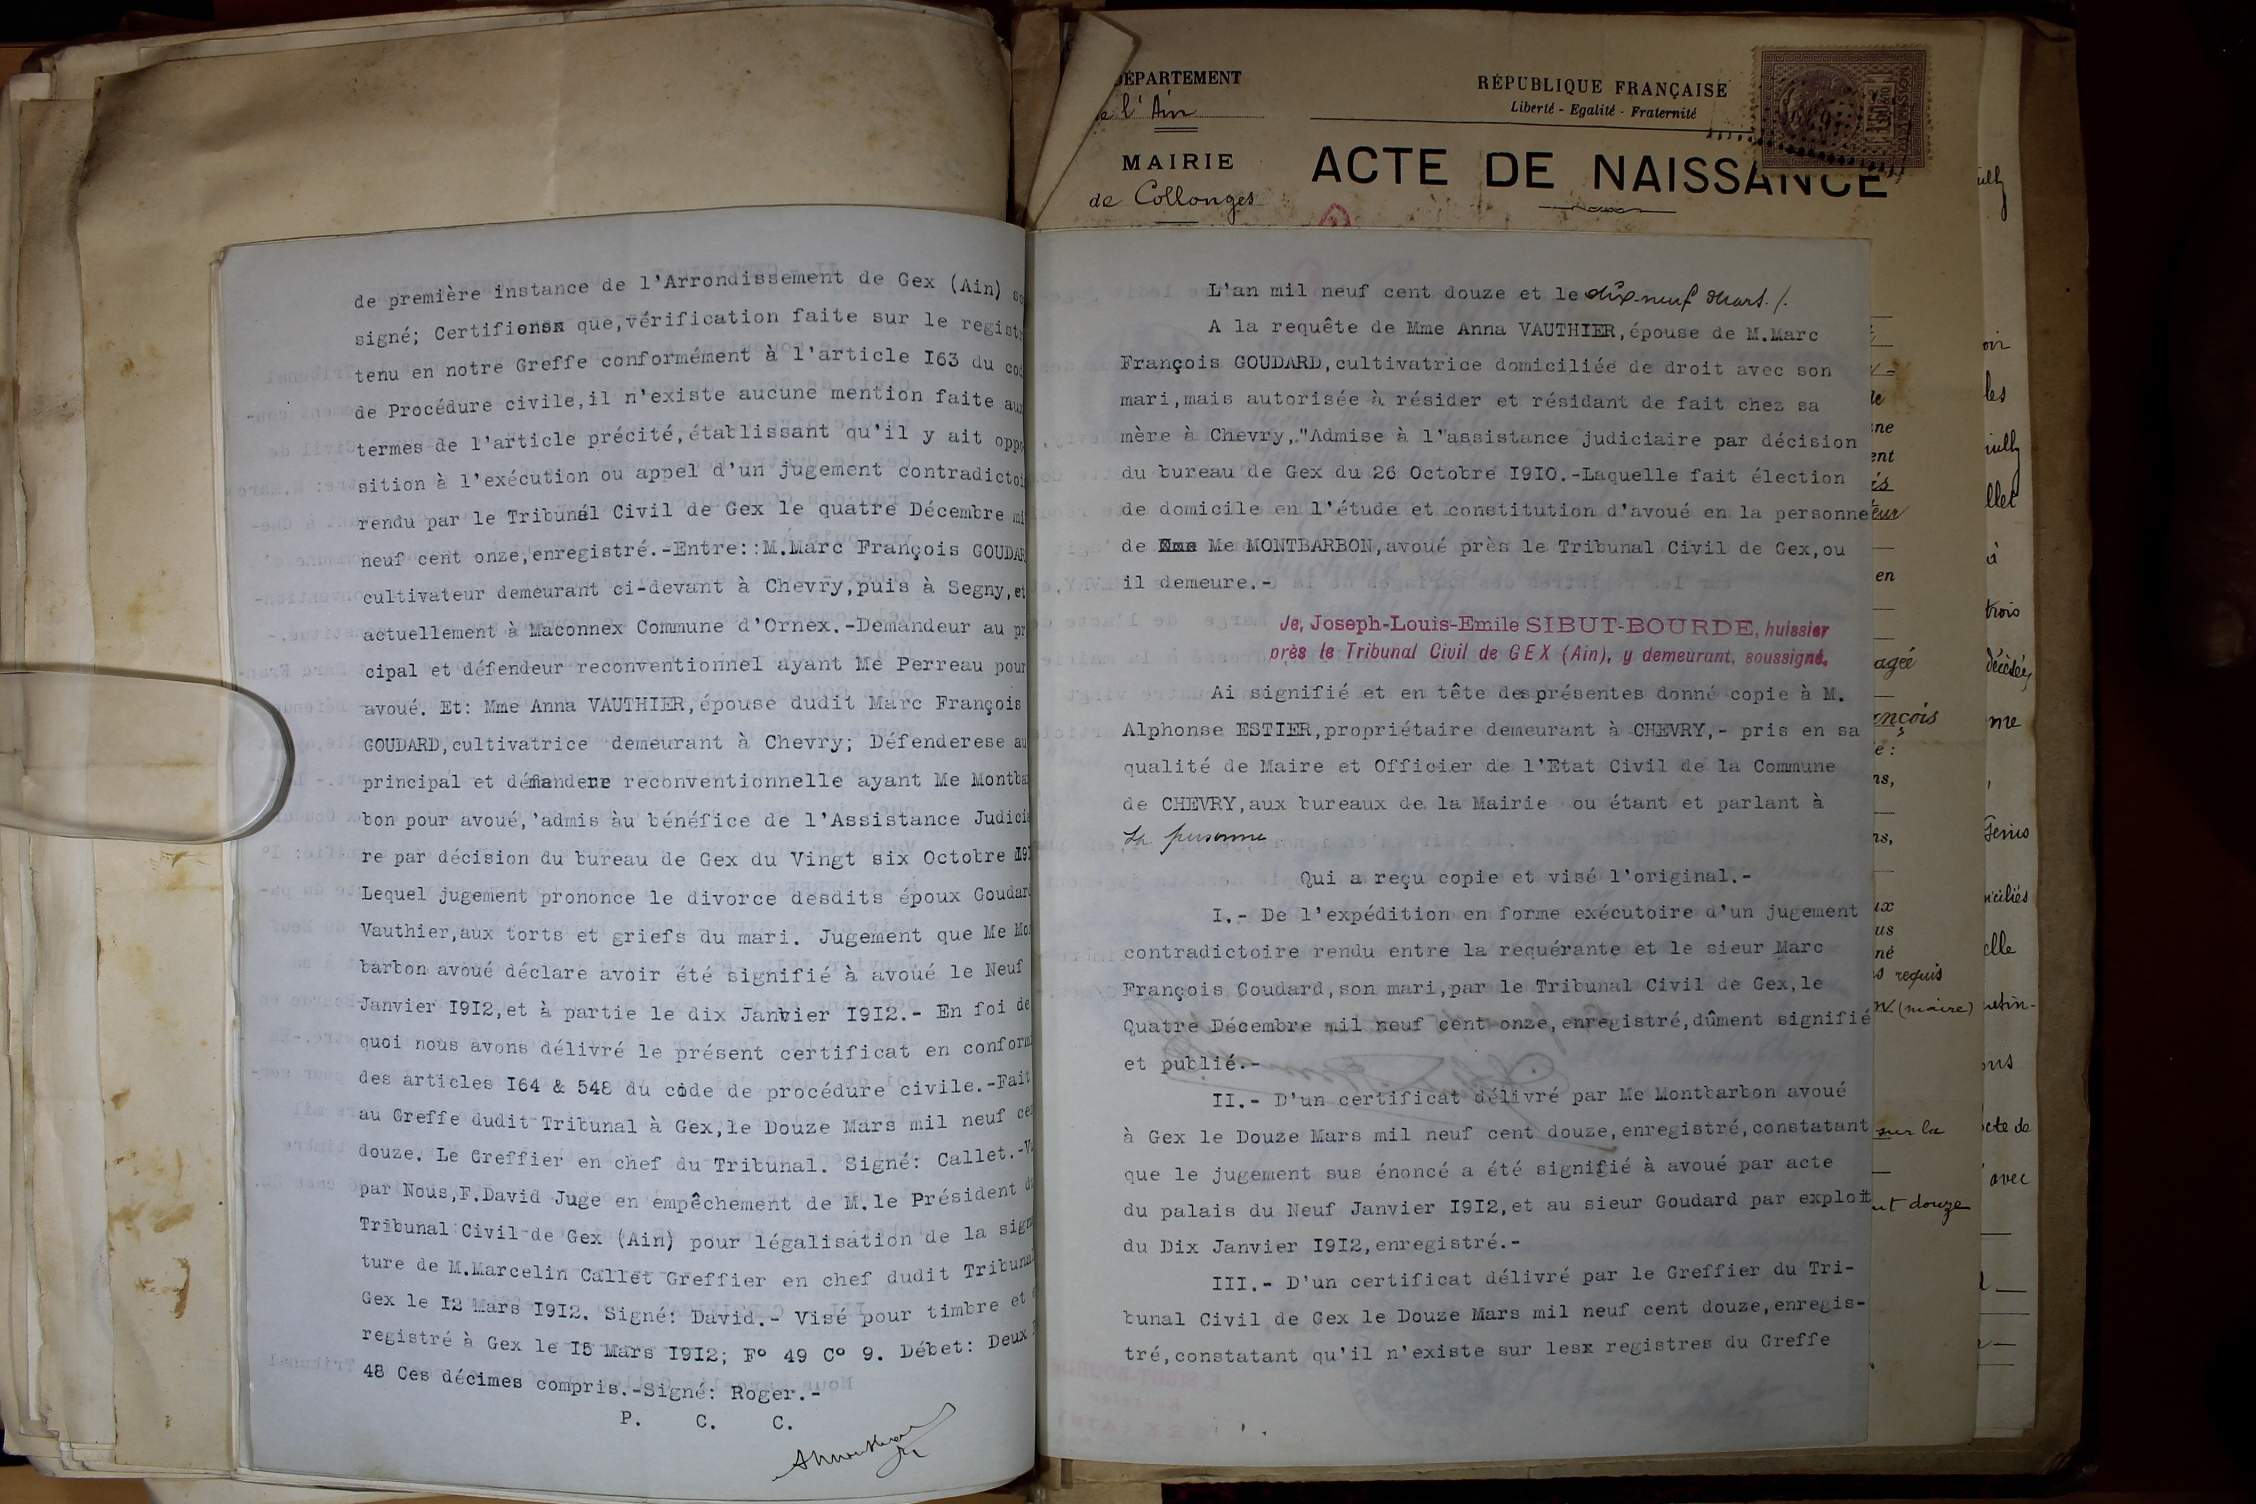 de première instance de l'Arrondissement de Gex (Ain) so
signé; Certifionsn que,vérification faite sur le regist
tenu en notre Greffe conformément à l'article I63 du co
de Procédure civile,il n'existe aucune mention faite au
termes de l'article précité,établissant qu'il y ait oppo
sition à l'exécution ou appel d'un jugement contradictoi
rendu par le Tribunal Civil de Gex le quatre Décembre mi
neuf cent onze,enregistré.-Entre::M.Marc François GOUDAR
cultivateur demeurant ci-devant à Chevry,puis à Segny,et
actuellement à Maconnex Commune d'Ornex.-Demandeur au pr
cipal et défendeur reconventionnel ayant Me Perreau pour
avoué. Et: Mme Anna VAUTHIER,épouse dudit Marc François
GOUDARD,cultivatrice demeurant à Chevry; Défenderese au
principal et demanderre reconventionnelle ayant Me Montba
bon pour avoué,'admis àu bénéfice de l'Assistance Judicia
re par décision du bureau de Gex du Vingt six Octobre I9I
Lequel jugement prononce le divorce desdits époux Goudard
Vauthier,aux torts et griefs du mari. Jugement que Me Mo
barbon avoué déclare avoir été signifié à avoué le Neuf
Janvier I9I2,et à partie le dix Janvier I9I2.- En foi de
quoi nous avons délivré le présent certificat en conform
des articles I64 & 548 du code de procédure civile.-Fait
au Greffe dudit Tribunal à Gex,le Douze Mars mil neuf ce
douze. Le Greffier en chef du Tribunal. Signé: Callet.-V
par Nous,F.David Juge en empêchement de M.le Président d
Tribunal Civil de Gex (Ain) pour légalisation de la sign
ture de M.Marcelin Callet Greffier en chef dudit Tribunal
Gex le I2 Mars I9I2. Signé: David.- Visé pour timbre et
registré à Gex le I5 Mars I9I2; Fº 49 Cº 9. Débet: Deux
48 Ces décimes compris.-Signé: Roger.-
P. C. C.
DÉPARTEMENT
de l'Ain
MAIRIE
de Collonges
RÉPUBLIQUE FRANÇAISE
Liberté - Egalité - Fraternité
ACTE DE NAISSANCE
L'an mil neuf cent douze et le dix-neuf Mars./.
A la requête de Mme Anna VAUTHIER,épouse de M.Marc
François GOUDARD,cultivatrice domiciliée de droit avec son
mari,mais autorisée à résider et résidant de fait chez sa
mère à Chevry,"Admise à l'assistance judiciaire par décision
du bureau de Gex du 26 Octobre I9I0.-Laquelle fait élection
de domicile en l'étude et constitution d'avoué en la personne
de Me MONTBARBON,avoué près le Tribunal Civil de Gex,ou
il demeure.-
Je, Joseph-Louis-Emile SIBUT-BOURDE, huissier
près le Tribunal Civil de GEX (Ain), y demeurant, soussigné.
Ai signifié et en tête des présentes donné copie à M.
Alphonse ESTIER,propriétaire demeurant à CHEVRY,- pris en sa
qualité de Maire et Officier de l'Etat Civil de la Commune
de CHEVRY,aux bureaux de la Mairie ou étant et parlant à
Sa personne
Qui a reçu copie et visé l'original.-
I.- De l'expédition en forme exécutoire d'un jugement
contradictoire rendu entre la requérante et le sieur Marc
François Goudard,son mari,par le Tribunal Civil de Gex,le
Quatre Décembre mil neuf cent onze,enregistré,dûment signifié
et publié.-
II.- D'un certificat délivré par Me Montbarbon avoué
à Gex le Douze Mars mil neuf cent douze,enregistré,constatant
que le jugement sus énoncé a été signifié à avoué par acte
du palais du Neuf Janvier I9I2,et au sieur Goudard par exploit
du Dix Janvier I9I2,enregistré.-
III.- D'un certificat délivré par le Greffier du Tri-
bunal Civil de Gex le Douze Mars mil neuf cent douze,enregis-
tré,constatant qu'il n'existe sur lesx registres du Greffe